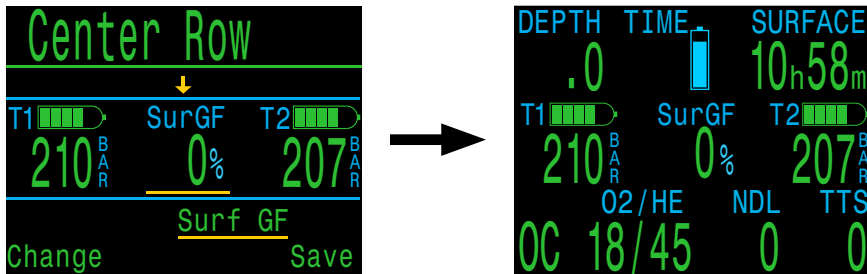 Center Row
T1 SurGF T2
210 BAR 0% 207 BAR
Surf GF
Change Save
DEPTH TIME SURFACE
.0 10h58m
T1 SurGF T2
210 BAR 0% 207 BAR
O2/HE NDL TTS
OC 18/45 0 0